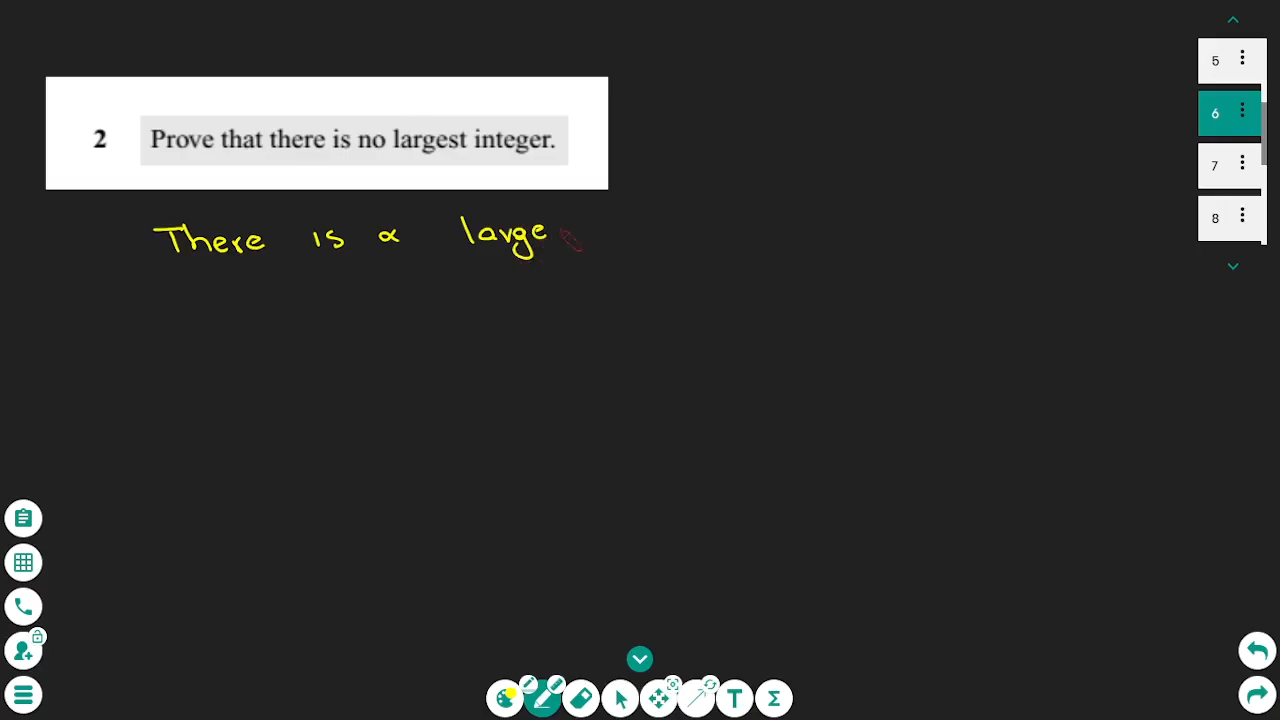 5
6
2 Prove that there is no largest integer.
7
There is a large
8
T Σ